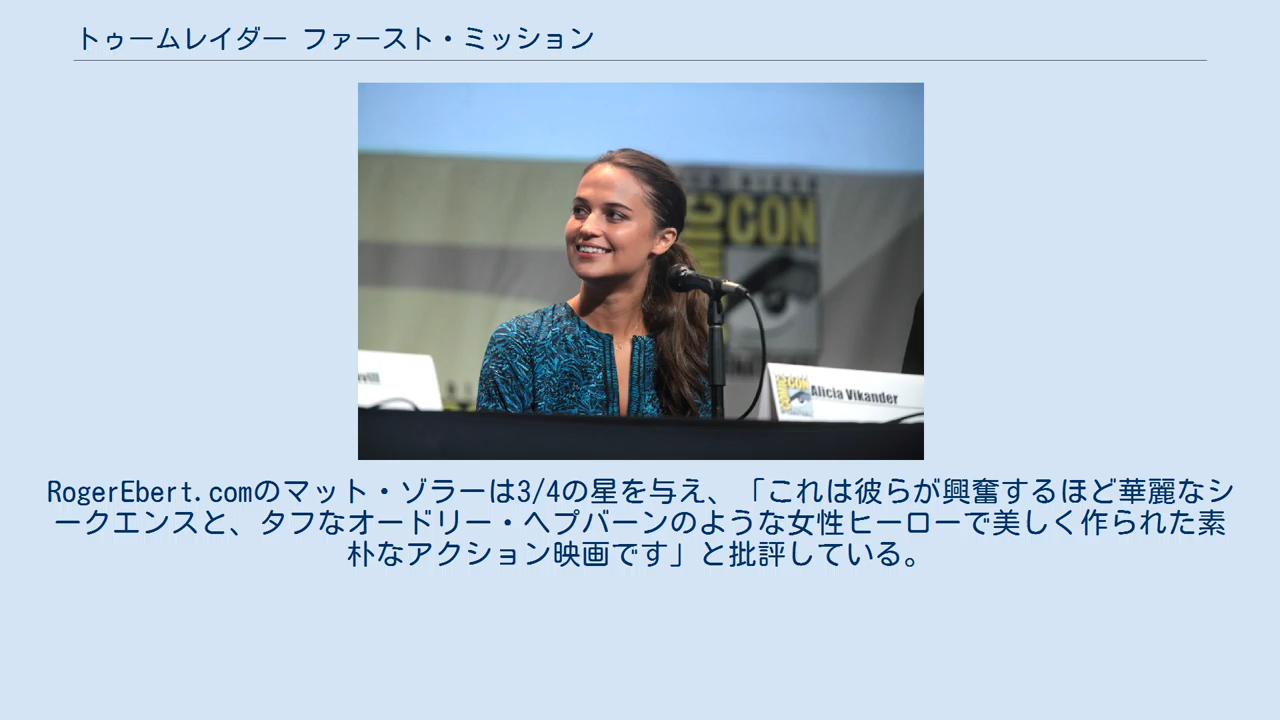 トゥームレイダー ファースト・ミッション
COMIC
CON
Alicia Vikander
COMIC
CON
RogerEbert.comのマット・ゾラーは3/4の星を与え、「これは彼らが興奮するほど華麗なシ
ークエンスと、タフなオードリー・ヘプバーンのような女性ヒーローで美しく作られた素
朴なアクション映画です」と批評している。